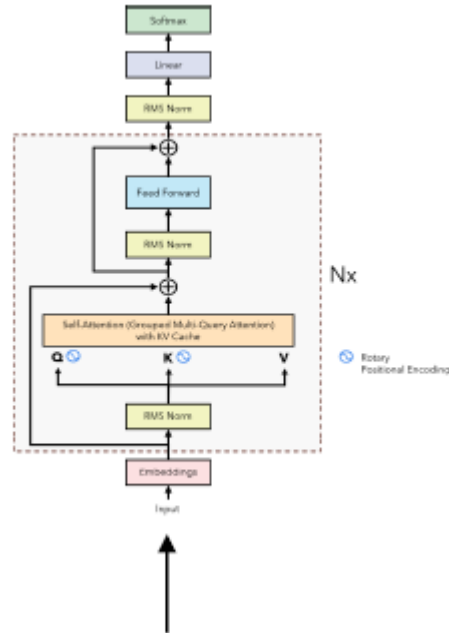 Softmax
Linear
RMS Norm
Feed Forward
RMS Norm
Nx
Self-Attention (Grouped Multi-Query Attention)
with KV Cache
Q K V
Rotary
Positional Encoding
RMS Norm
Embeddings
Input